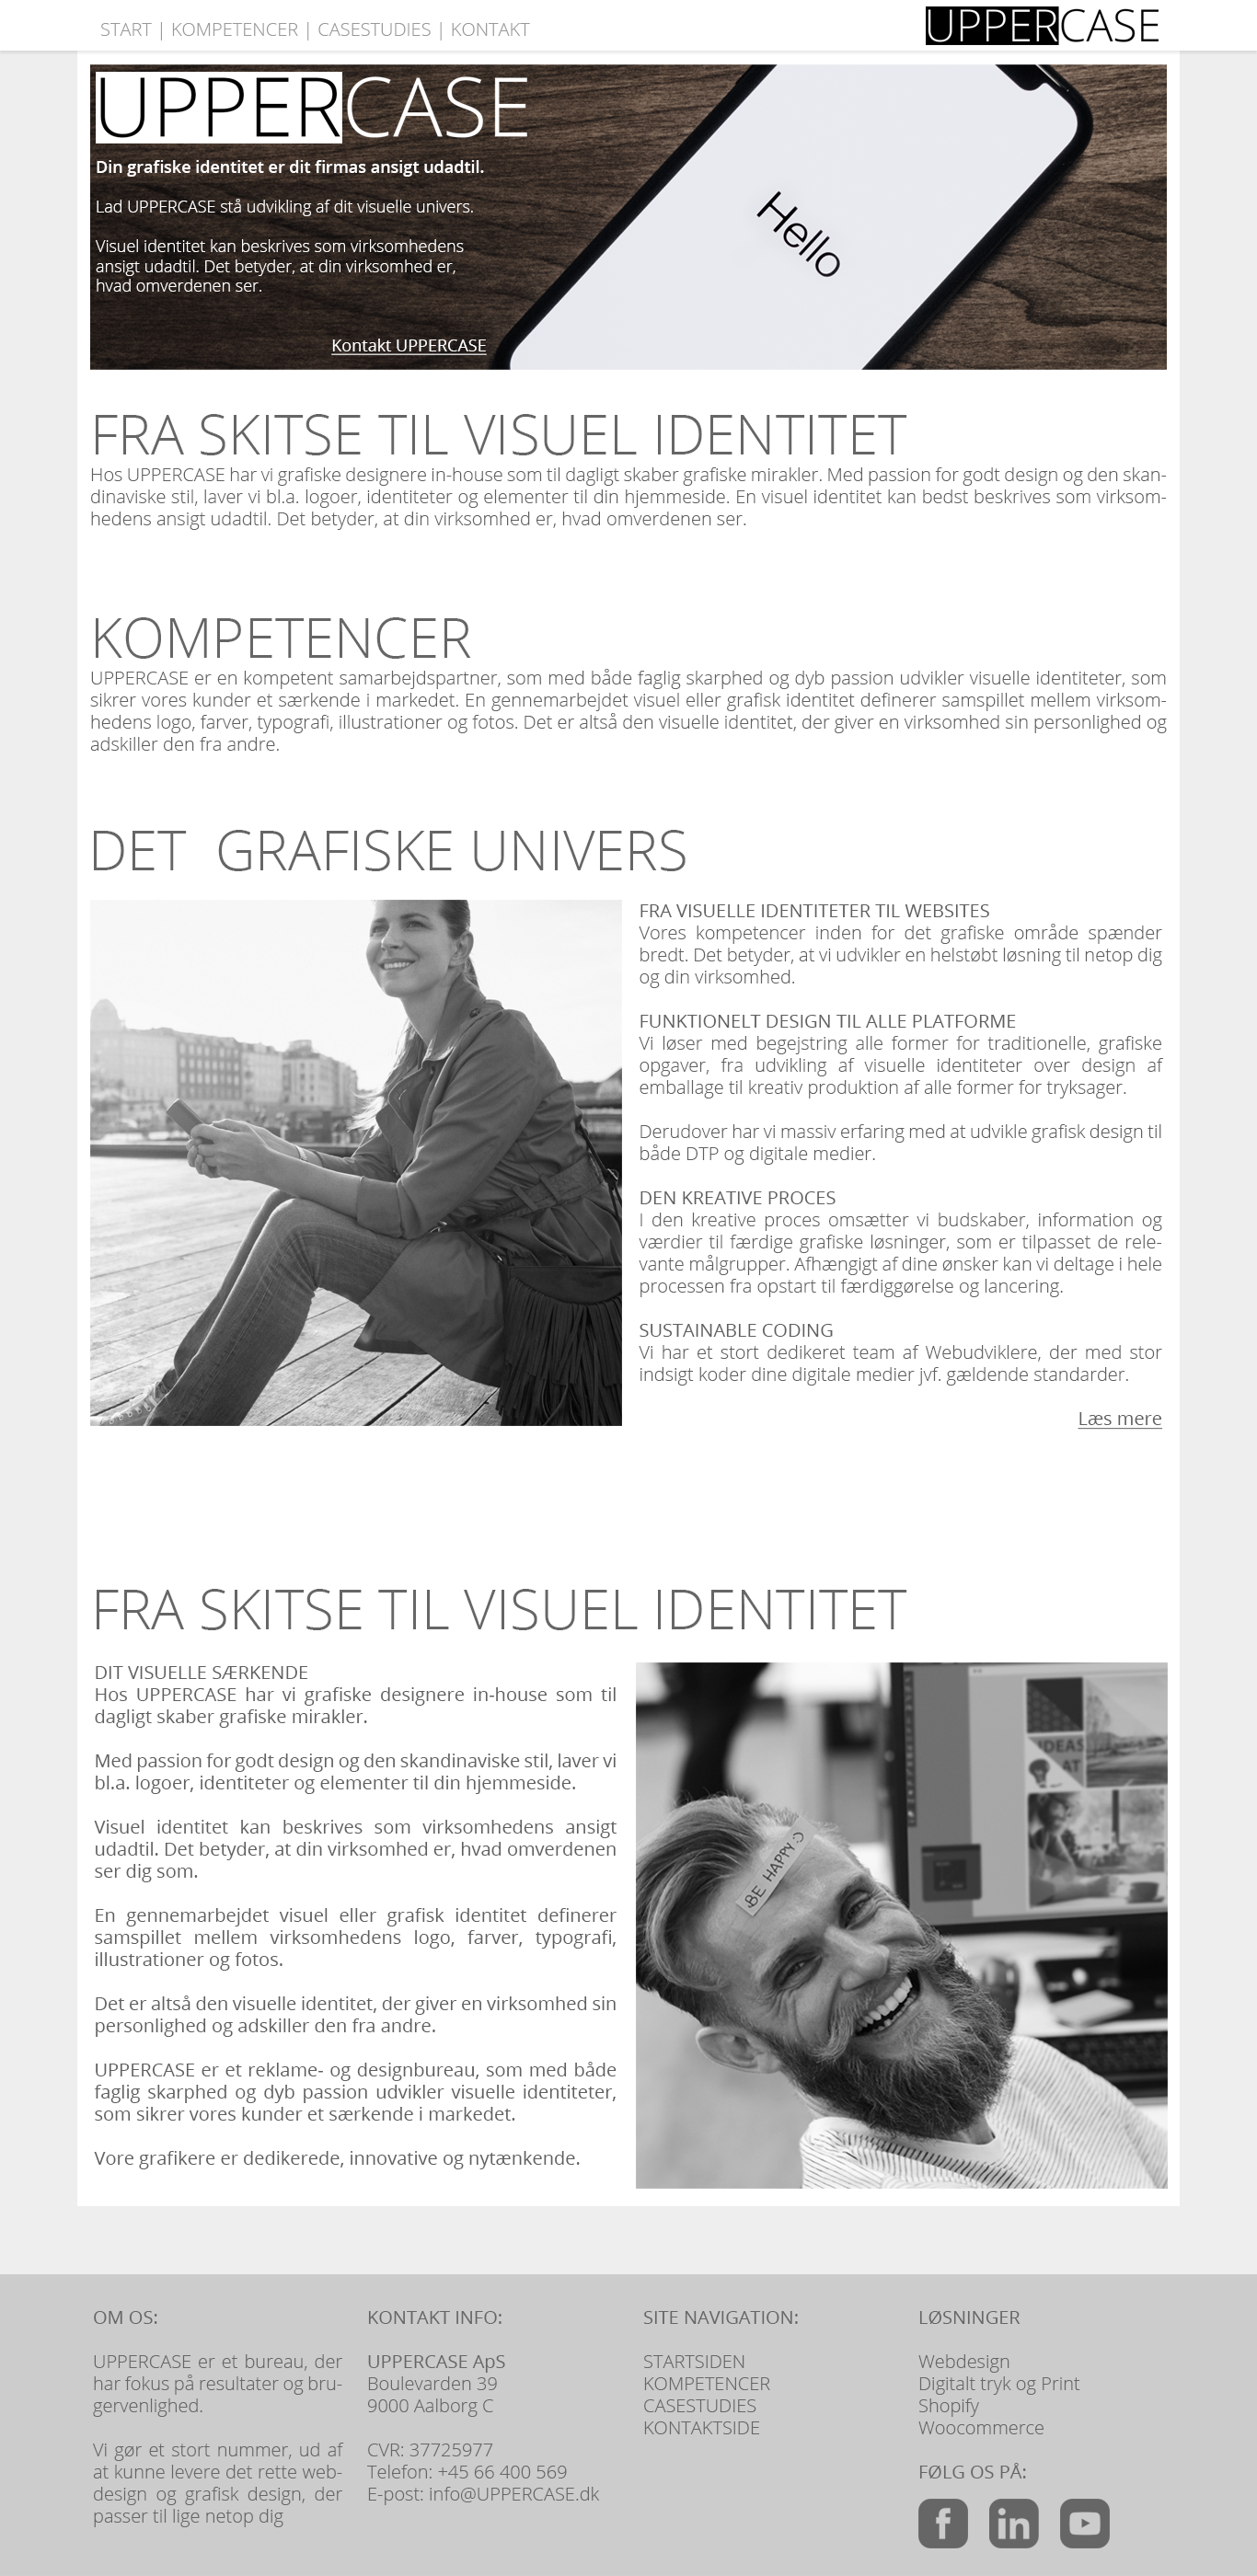 START | KOMPETENCER | CASESTUDIES | KONTAKT
UPPERCASE
UPPERCASE
Din grafiske identitet er dit firmas ansigt udadtil.
Lad UPPERCASE stå udvikling af dit visuelle univers.
Visuel identitet kan beskrives som virksomhedens
ansigt udadtil. Det betyder, at din virksomhed er,
hvad omverdenen ser.
Kontakt UPPERCASE
Hello
FRA SKITSE TIL VISUEL IDENTITET
Hos UPPERCASE har vi grafiske designere in-house som til dagligt skaber grafiske mirakler. Med passion for godt design og den skan-
dinaviske stil, laver vi bl.a. logoer, identiteter og elementer til din hjemmeside. En visuel identitet kan bedst beskrives som virksom-
hedens ansigt udadtil. Det betyder, at din virksomhed er, hvad omverdenen ser.
KOMPETENCER
UPPERCASE er en kompetent samarbejdspartner, som med både faglig skarphed og dyb passion udvikler visuelle identiteter, som
sikrer vores kunder et særkende i markedet. En gennemarbejdet visuel eller grafisk identitet definerer samspillet mellem virksom-
hedens logo, farver, typografi, illustrationer og fotos. Det er altså den visuelle identitet, der giver en virksomhed sin personlighed og
adskiller den fra andre.
DET GRAFISKE UNIVERS
FRA VISUELLE IDENTITETER TIL WEBSITES
Vores kompetencer inden for det grafiske område spænder
bredt. Det betyder, at vi udvikler en helstøbt løsning til netop dig
og din virksomhed.
FUNKTIONELT DESIGN TIL ALLE PLATFORME
Vi løser med begejstring alle former for traditionelle, grafiske
opgaver, fra udvikling af visuelle identiteter over design af
emballage til kreativ produktion af alle former for tryksager.
Derudover har vi massiv erfaring med at udvikle grafisk design til
både DTP og digitale medier.
DEN KREATIVE PROCES
I den kreative proces omsætter vi budskaber, information og
værdier til færdige grafiske løsninger, som er tilpasset de rele-
vante målgrupper. Afhængigt af dine ønsker kan vi deltage i hele
processen fra opstart til færdiggørelse og lancering.
SUSTAINABLE CODING
Vi har et stort dedikeret team af Webudviklere, der med stor
indsigt koder dine digitale medier jvf. gældende standarder.
Læs mere
FRA SKITSE TIL VISUEL IDENTITET
DIT VISUELLE SÆRKENDE
Hos UPPERCASE har vi grafiske designere in-house som til
dagligt skaber grafiske mirakler.
Med passion for godt design og den skandinaviske stil, laver vi
bl.a. logoer, identiteter og elementer til din hjemmeside.
Visuel identitet kan beskrives som virksomhedens ansigt
udadtil. Det betyder, at din virksomhed er, hvad omverdenen
ser dig som.
En gennemarbejdet visuel eller grafisk identitet definerer
samspillet mellem virksomhedens logo, farver, typografi,
illustrationer og fotos.
Det er altså den visuelle identitet, der giver en virksomhed sin
personlighed og adskiller den fra andre.
UPPERCASE er et reklame- og designbureau, som med både
faglig skarphed og dyb passion udvikler visuelle identiteter,
som sikrer vores kunder et særkende i markedet.
Vore grafikere er dedikerede, innovative og nytænkende.
IDEAS
AT
BE HAPPY :)
OM OS:
UPPERCASE er et bureau, der
har fokus på resultater og bru-
gervenlighed.
Vi gør et stort nummer, ud af
at kunne levere det rette web-
design og grafisk design, der
passer til lige netop dig
KONTAKT INFO:
UPPERCASE ApS
Boulevarden 39
9000 Aalborg C
CVR: 37725977
Telefon: +45 66 400 569
E-post: info@UPPERCASE.dk
SITE NAVIGATION:
STARTSIDEN
KOMPETENCER
CASESTUDIES
KONTAKTSIDE
LØSNINGER
Webdesign
Digitalt tryk og Print
Shopify
Woocommerce
FØLG OS PÅ:
f
in